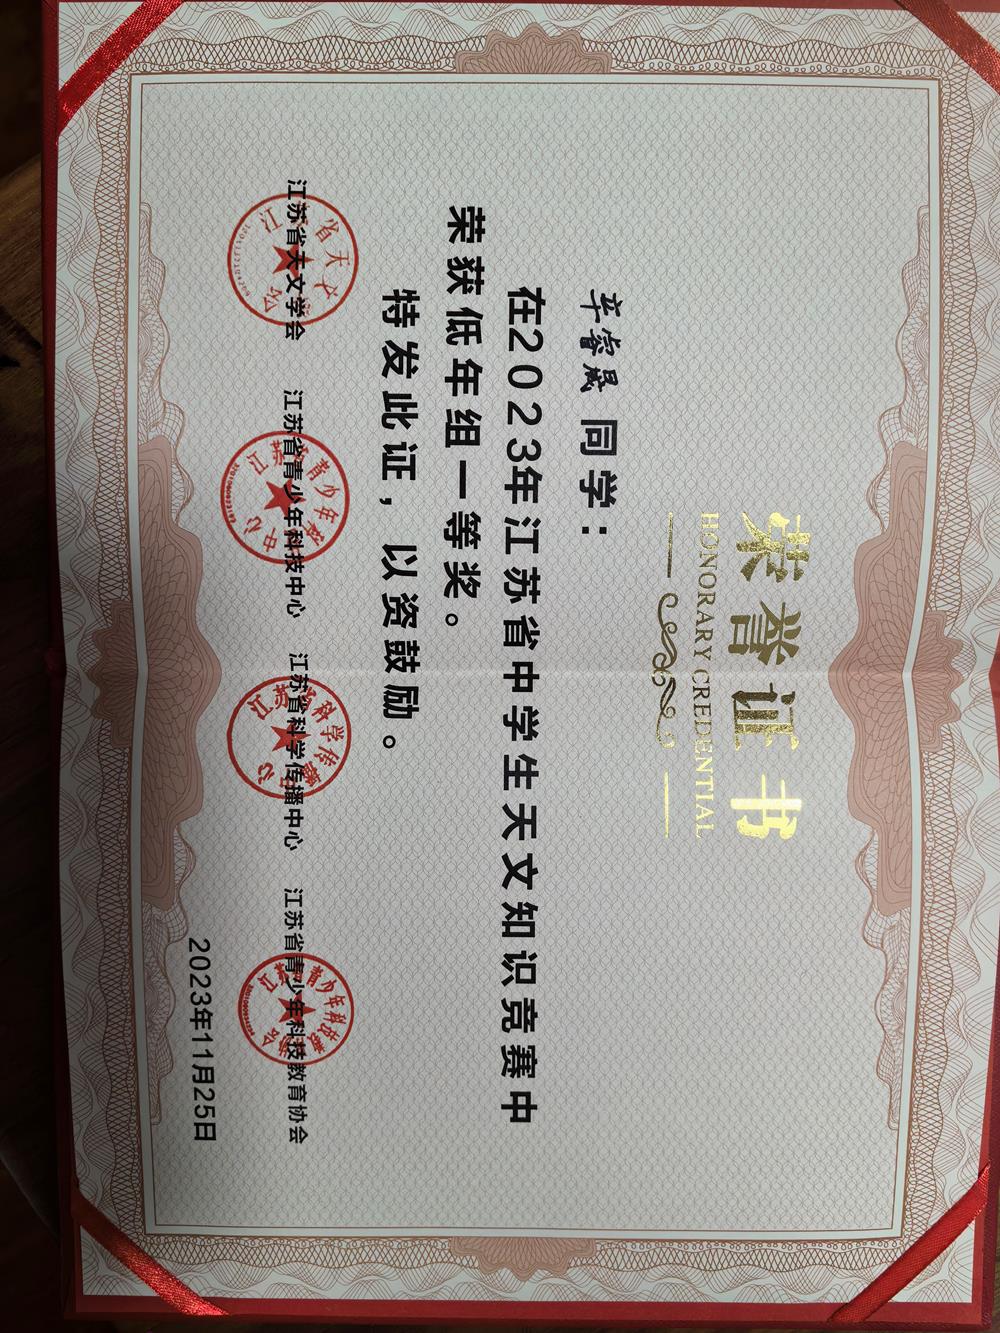 荣誉证书
HONORARY CREDENTIAL
辛睿晟 同学：
在2023年江苏省中学生天文知识竞赛中
荣获低年组一等奖。
特发此证，以资鼓励。
江苏省天文学会 江苏省青少年科技中心 江苏省科学传播中心 江苏省青少年科技教育协会
2023年11月25日